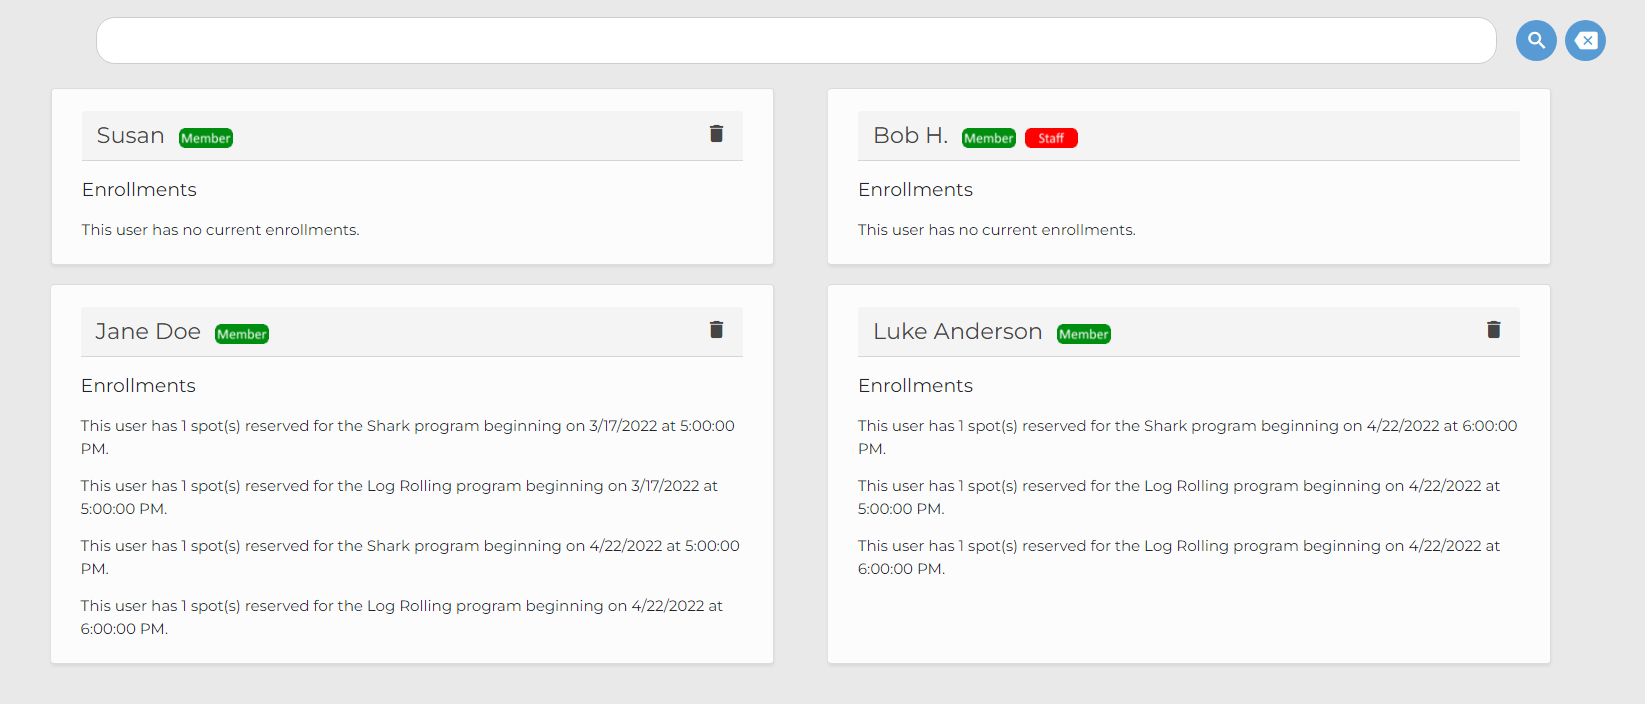 Susan Member
Enrollments
This user has no current enrollments.
Bob H. Member Staff
Enrollments
This user has no current enrollments.
Jane Doe Member
Enrollments
This user has 1 spot(s) reserved for the Shark program beginning on 3/17/2022 at 5:00:00
PM.
This user has 1 spot(s) reserved for the Log Rolling program beginning on 3/17/2022 at
5:00:00 PM.
This user has 1 spot(s) reserved for the Shark program beginning on 4/22/2022 at 5:00:00
PM.
This user has 1 spot(s) reserved for the Log Rolling program beginning on 4/22/2022 at
6:00:00 PM.
Luke Anderson Member
Enrollments
This user has 1 spot(s) reserved for the Shark program beginning on 4/22/2022 at 6:00:00
PM.
This user has 1 spot(s) reserved for the Log Rolling program beginning on 4/22/2022 at
5:00:00 PM.
This user has 1 spot(s) reserved for the Log Rolling program beginning on 4/22/2022 at
6:00:00 PM.